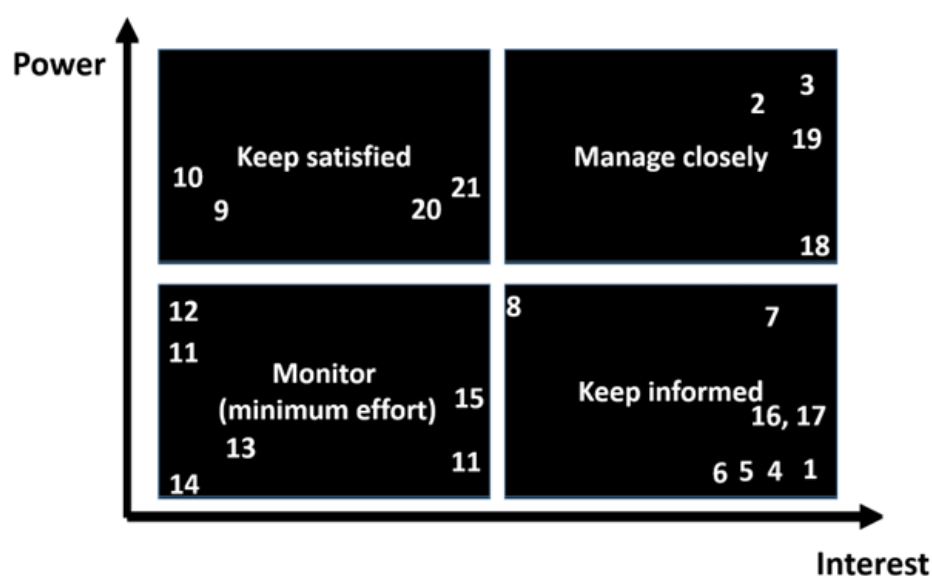 Power
3
2
19
Keep satisfied
Manage closely
10
21
9
20
18
12
8
7
11
Monitor
(minimum effort)
15
Keep informed
16, 17
13
11
14
6 5 4 1
Interest